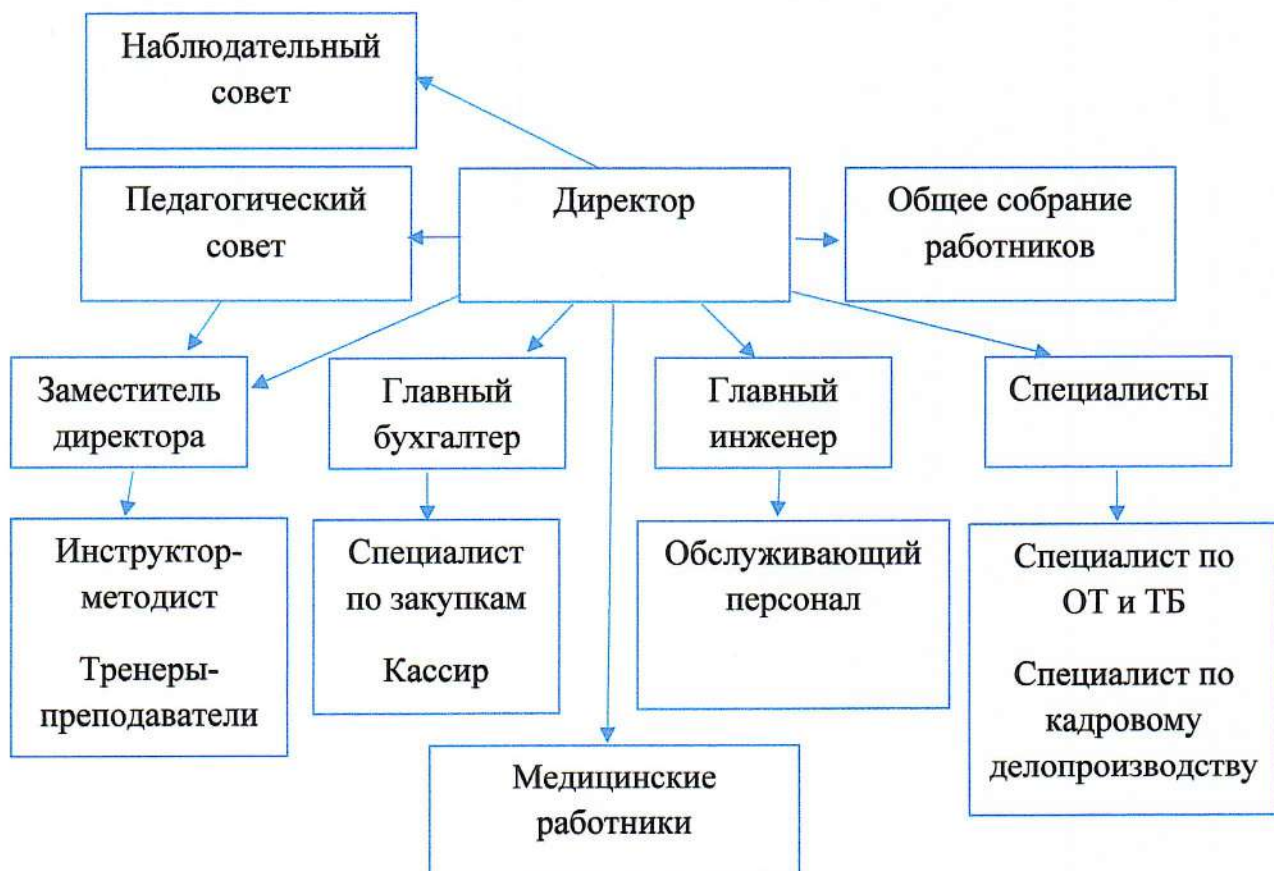 Наблюдательный
совет
Педагогический
совет
Директор
Общее собрание
работников
Заместитель
директора
Главный
бухгалтер
Главный
инженер
Специалисты
Инструктор-
методист
Тренеры-
преподаватели
Специалист
по закупкам
Кассир
Обслуживающий
персонал
Специалист по
ОТ и ТБ
Специалист по
кадровому
делопроизводству
Медицинские
работники